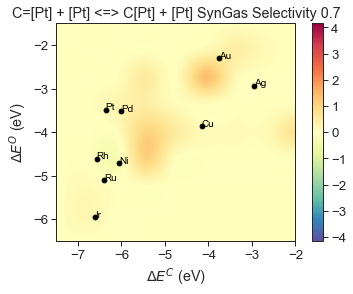 C=[Pt] + [Pt] <=> C[Pt] + [Pt] SynGas Selectivity 0.7
−2
−3
−4
−5
−6
ΔE^O (eV)
Au
Ag
Pt
Pd
Cu
Rh
Ni
Ru
Ir
−7
−6
−5
−4
−3
−2
ΔE^C (eV)
4
3
2
1
0
−1
−2
−3
−4